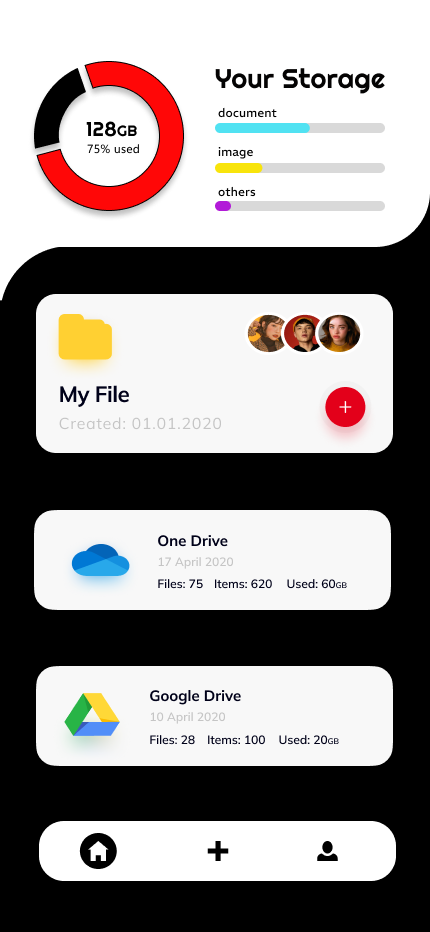 Your Storage
128GB
75% used
document
image
others
My File
Created: 01.01.2020
One Drive
17 April 2020
Files: 75 Items: 620 Used: 60GB
Google Drive
10 April 2020
Files: 28 Items: 100 Used: 20GB